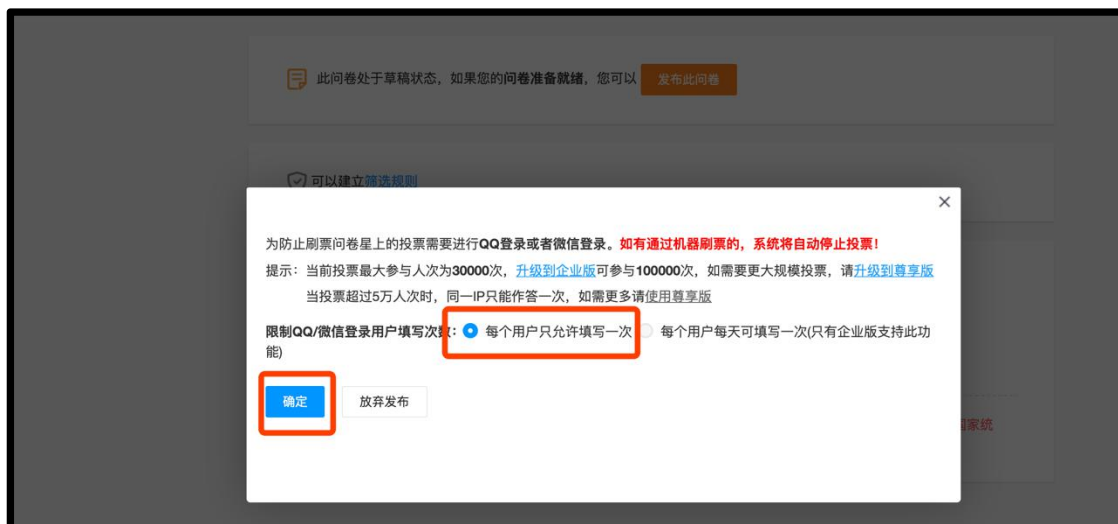 此问卷处于草稿状态，如果您的问卷准备就绪，您可以 发布此问卷
可以建立筛选规则
为防止刷票问卷星上的投票需要进行QQ登录或者微信登录。如有通过机器刷票的，系统将自动停止投票！
提示：当前投票最大参与人次为30000次，升级到企业版可参与100000次，如需要更大规模投票，请升级到尊享版
当投票超过5万人次时，同一IP只能作答一次，如需更多请使用尊享版
限制QQ/微信登录用户填写次数： 每个用户只允许填写一次 每个用户每天可填写一次(只有企业版支持此功
能)
确定 放弃发布
国家统